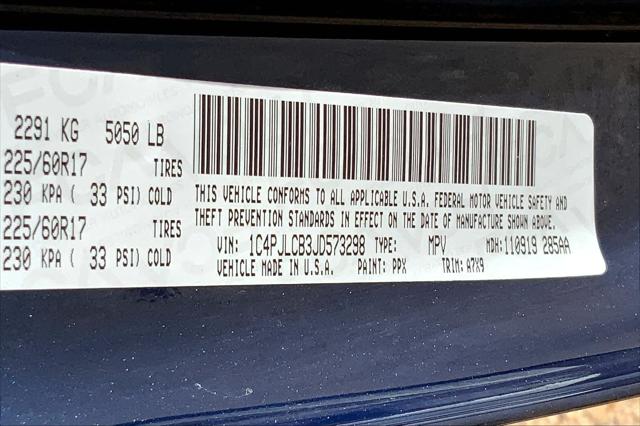 2291 KG 5050 LB
225/60R17 TIRES
230 KPA ( 33 PSI) COLD
225/60R17 TIRES
230 KPA ( 33 PSI) COLD
THIS VEHICLE CONFORMS TO ALL APPLICABLE U.S.A. FEDERAL MOTOR VEHICLE SAFETY AND
THEFT PREVENTION STANDARDS IN EFFECT ON THE DATE OF MANUFACTURE SHOWN ABOVE.
VIN: 1C4PJLCB3JD573298 TYPE: MPV MDH: 110919 285AA
VEHICLE MADE IN U.S.A. PAINT: PPX TRIM: A7X9